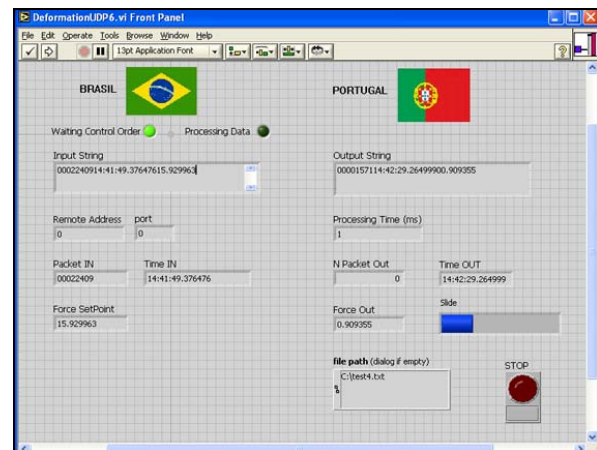 DeformationUDP6.vi Front Panel
File Edit Operate Tools Browse Window Help
13pt Application Font
BRASIL
PORTUGAL
Waiting Control Order Processing Data
Input String
0002240914:41:49.37647615.929963
Output String
0000157114:42:29.26499900.909355
Remote Address port
0 0
Processing Time (ms)
1
Packet IN Time IN
00022409 14:41:49.376476
N Packet Out Time OUT
0 14:42:29.264999
Force SetPoint
15.929963
Force Out Slide
0.909355
file path (dialog if empty)
C:\test4.txt
STOP